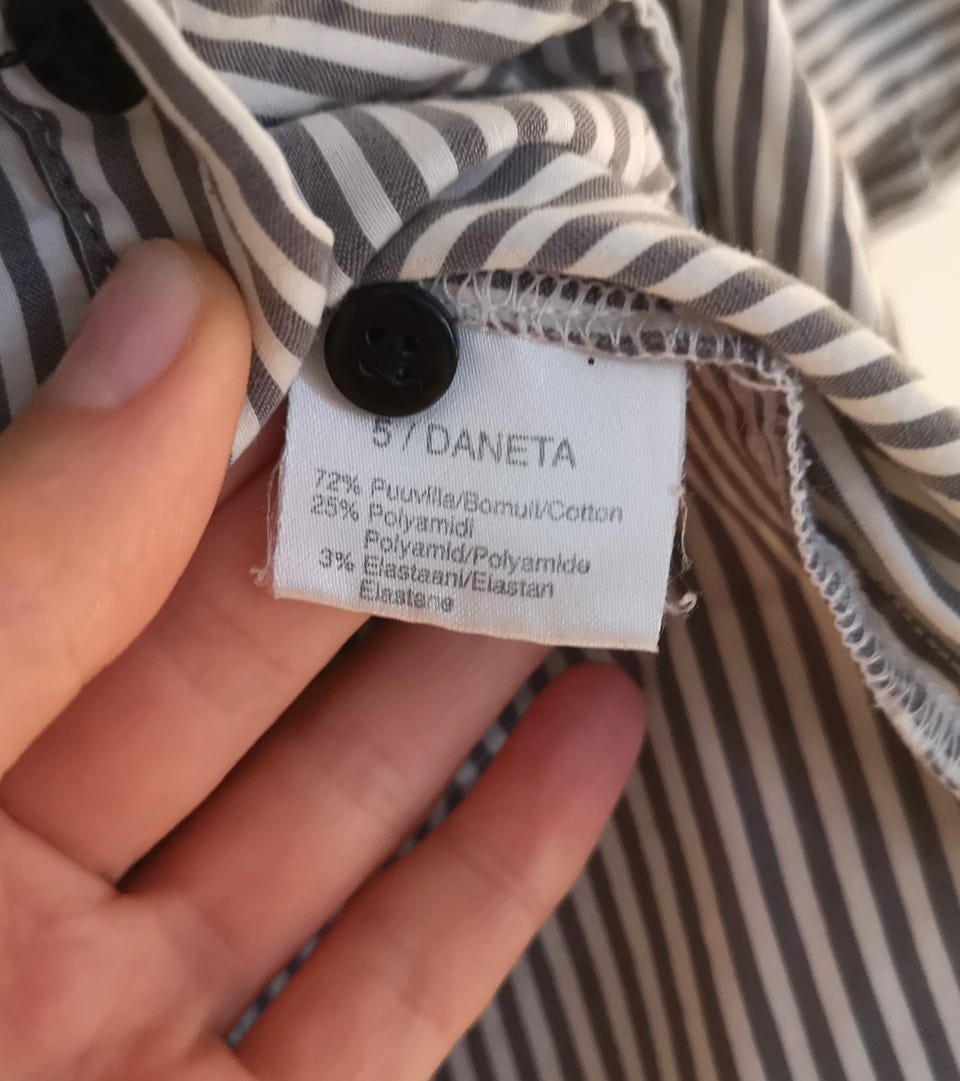 5 / DANETA
72% Puuvilla/Bomull/Cotton
25% Polyamidi
Polyamid/Polyamide
3% Elastaani/Elastan
Elastane